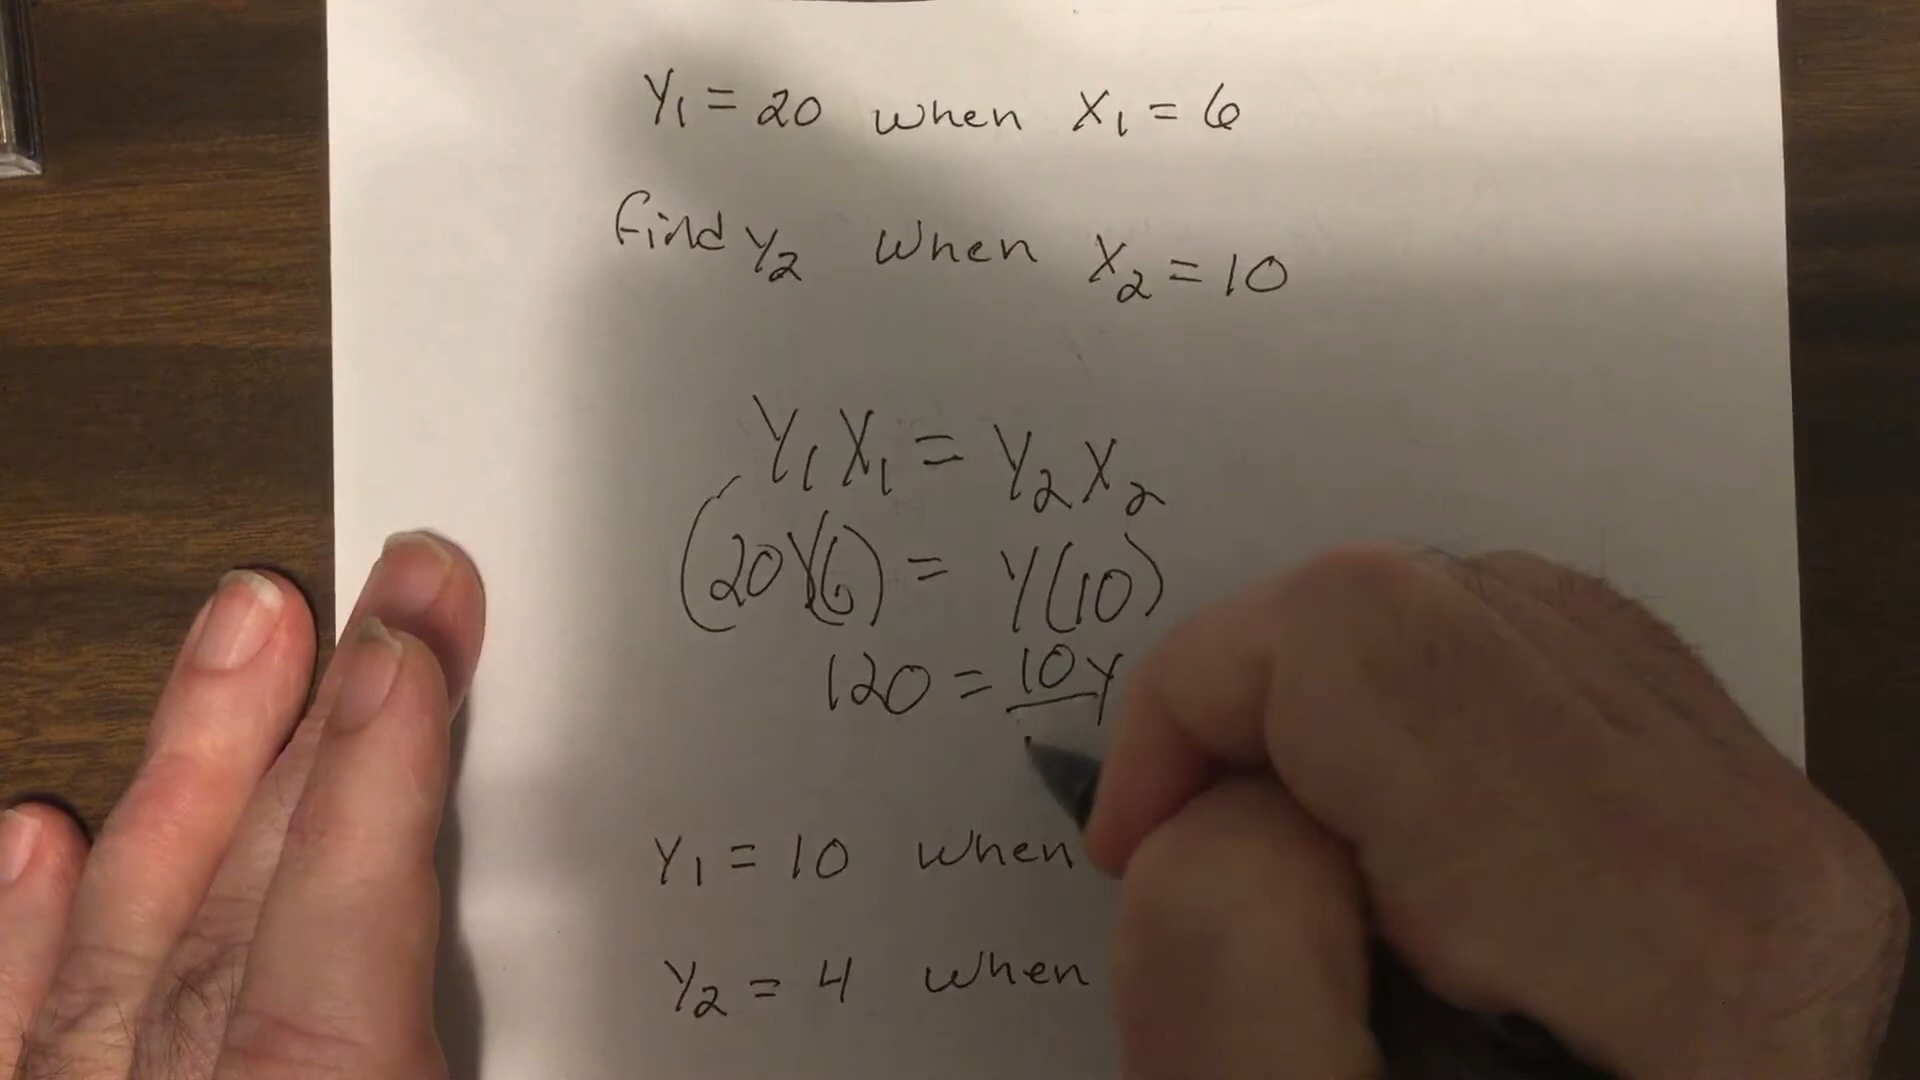 Y₁ = 20 when X₁ = 6
find Y₂ when X₂ = 10
Y₁X₁ = Y₂X₂
(20)(6) = Y(10)
120 = 10Y
Y₁ = 10 when
Y₂ = 4 when